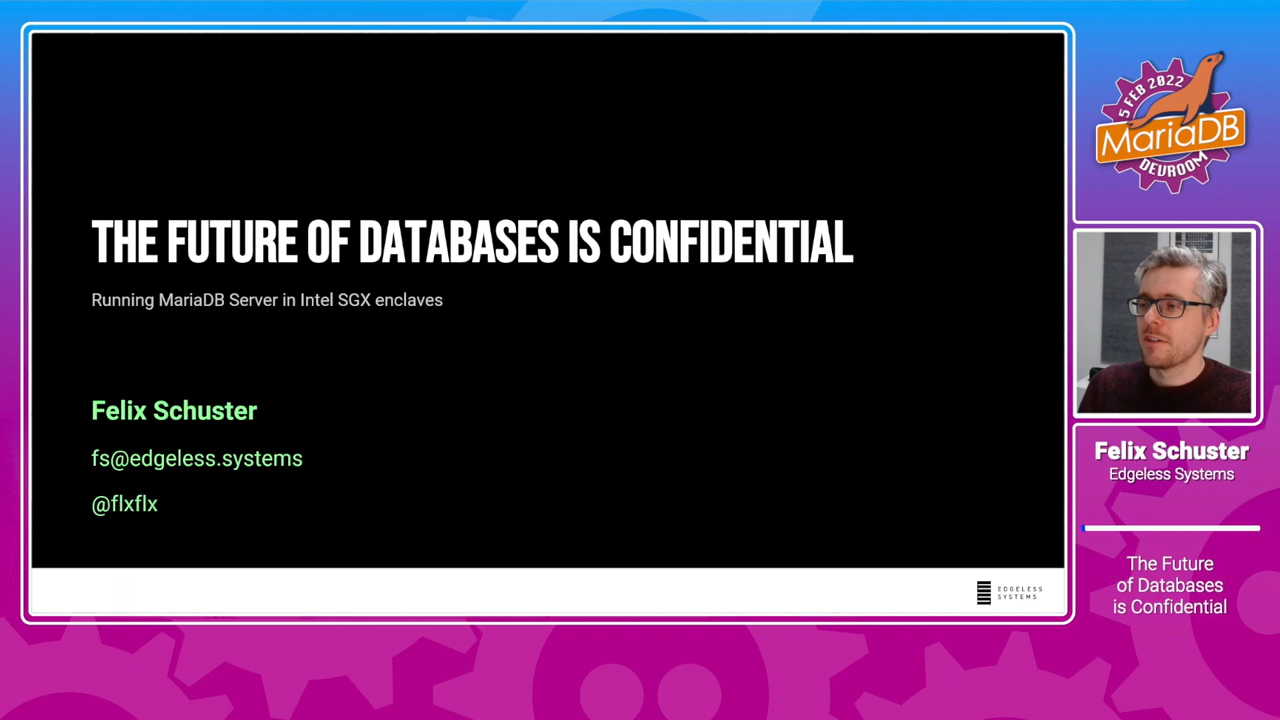 THE FUTURE OF DATABASES IS CONFIDENTIAL
Running MariaDB Server in Intel SGX enclaves
Felix Schuster
fs@edgeless.systems
@flxflx
EDGELESS
SYSTEMS
5 FEB 2022
MariaDB
DEVROOM
Felix Schuster
Edgeless Systems
The Future
of Databases
is Confidential